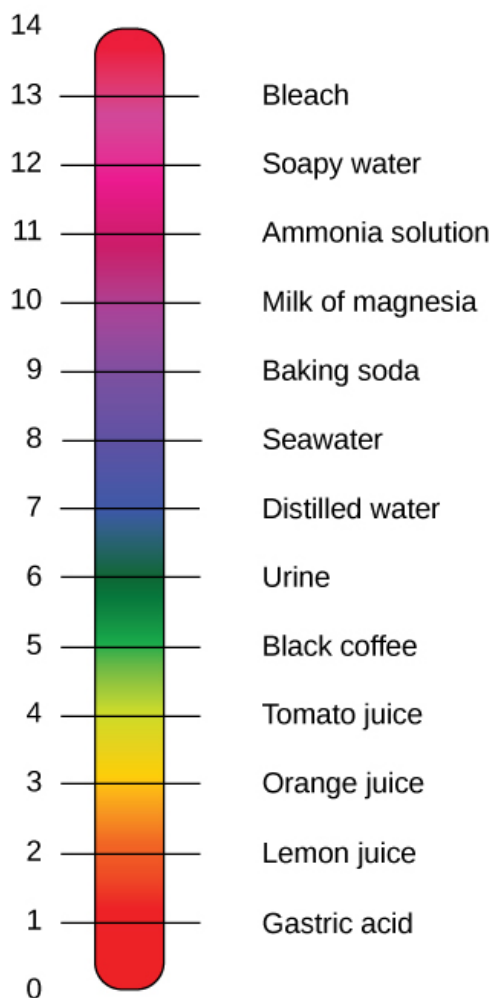 14
13 Bleach
12 Soapy water
11 Ammonia solution
10 Milk of magnesia
9 Baking soda
8 Seawater
7 Distilled water
6 Urine
5 Black coffee
4 Tomato juice
3 Orange juice
2 Lemon juice
1 Gastric acid
0